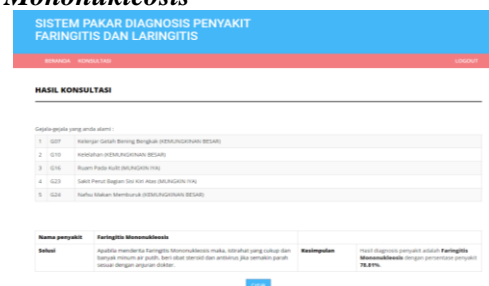 Mononukleosis
SISTEM PAKAR DIAGNOSIS PENYAKIT
FARINGITIS DAN LARINGITIS
BERANDA KONSULTASI LOGOUT
HASIL KONSULTASI
Gejala-gejala yang anda alami :
1 G07 Kelenjar Getah Bening Bengkak (KEMUNGKINAN BESAR)
2 G10 Kelelahan (KEMUNGKINAN BESAR)
3 G16 Ruam Pada Kulit (MUNGKIN IYA)
4 G23 Sakit Perut Bagian Sisi Kiri Atas (MUNGKIN IYA)
5 G24 Nafsu Makan Memburuk (KEMUNGKINAN BESAR)
Nama penyakit Faringitis Mononukleosis
Solusi Apabila menderita Faringitis Mononukleosis maka, istirahat yang cukup dan
banyak minum air putih, beri obat steroid dan antivirus jika semakin parah
sesuai dengan anjuran dokter.
Kesimpulan Hasil diagnosis penyakit adalah Faringitis
Mononukleosis dengan persentase penyakit
78.81%.